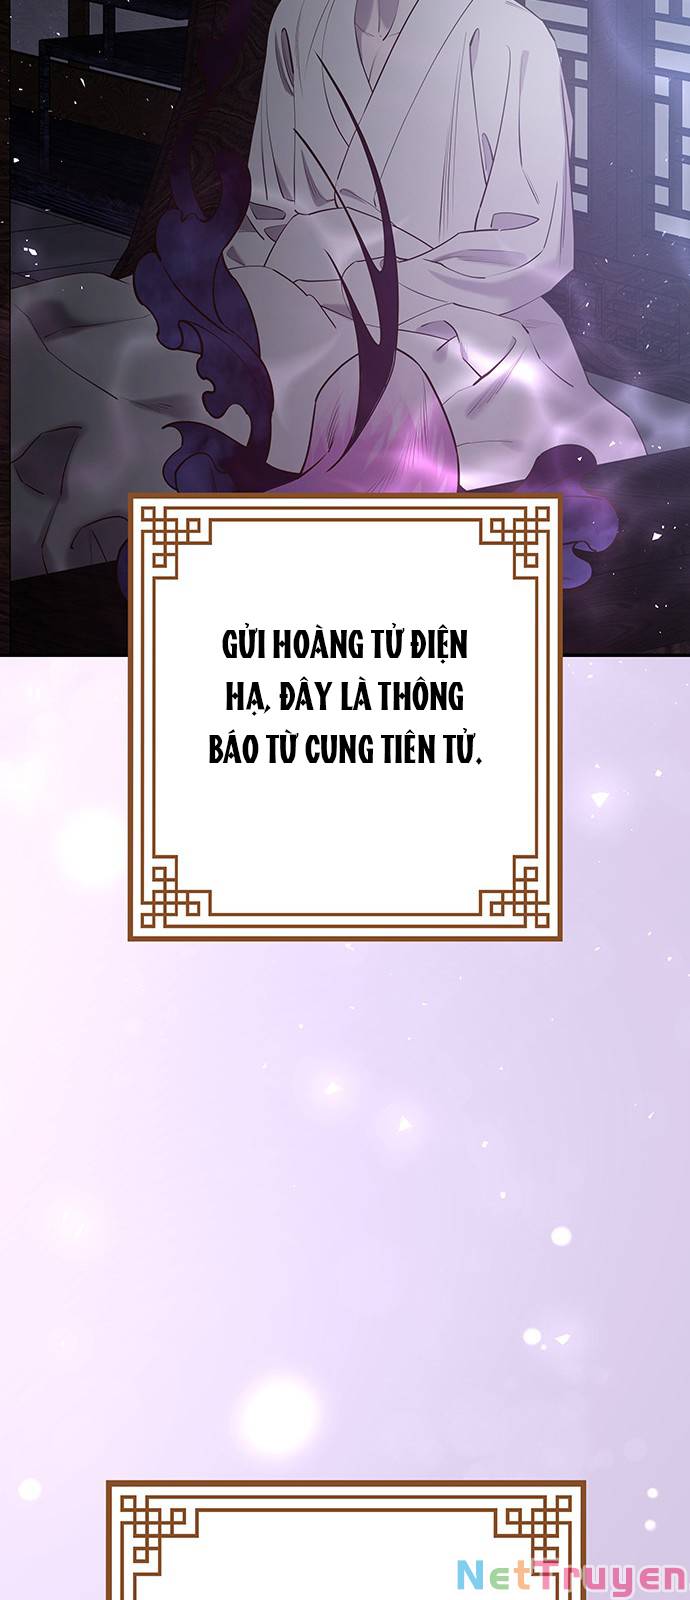 GỬI HOÀNG TỬ ĐIỆN
HẠ, ĐÂY LÀ THÔNG
BÁO TỪ CUNG TIÊN TỬ.
NetTruyen